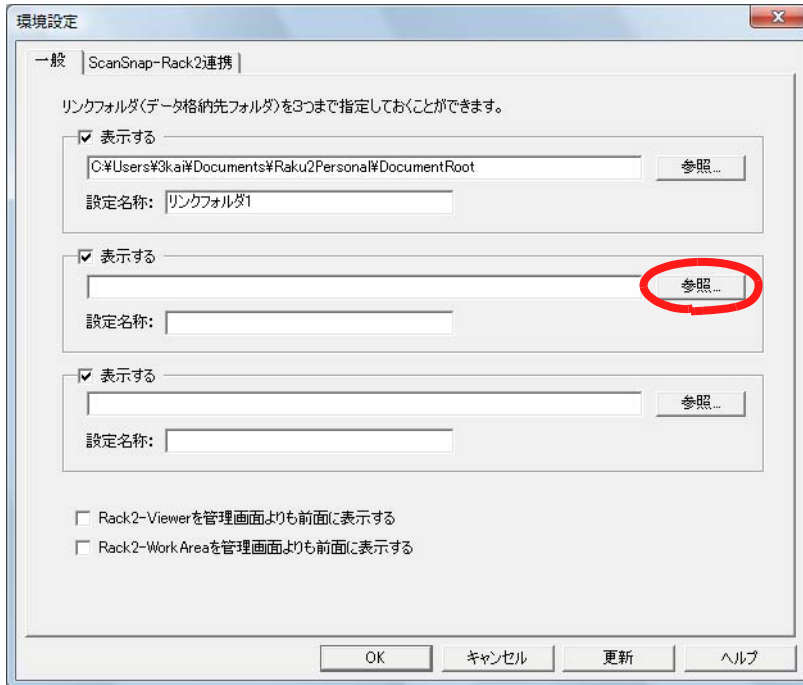 環境設定
一般 ScanSnap-Rack2連携
リンクフォルダ(データ格納先フォルダ)を3つまで指定しておくことができます。
表示する
C:¥Users¥3kai¥Documents¥Raku2Personal¥DocumentRoot 参照...
設定名称: リンクフォルダ1
表示する
参照...
設定名称:
表示する
参照...
設定名称:
Rack2-Viewerを管理画面よりも前面に表示する
Rack2-WorkAreaを管理画面よりも前面に表示する
OK キャンセル 更新 ヘルプ